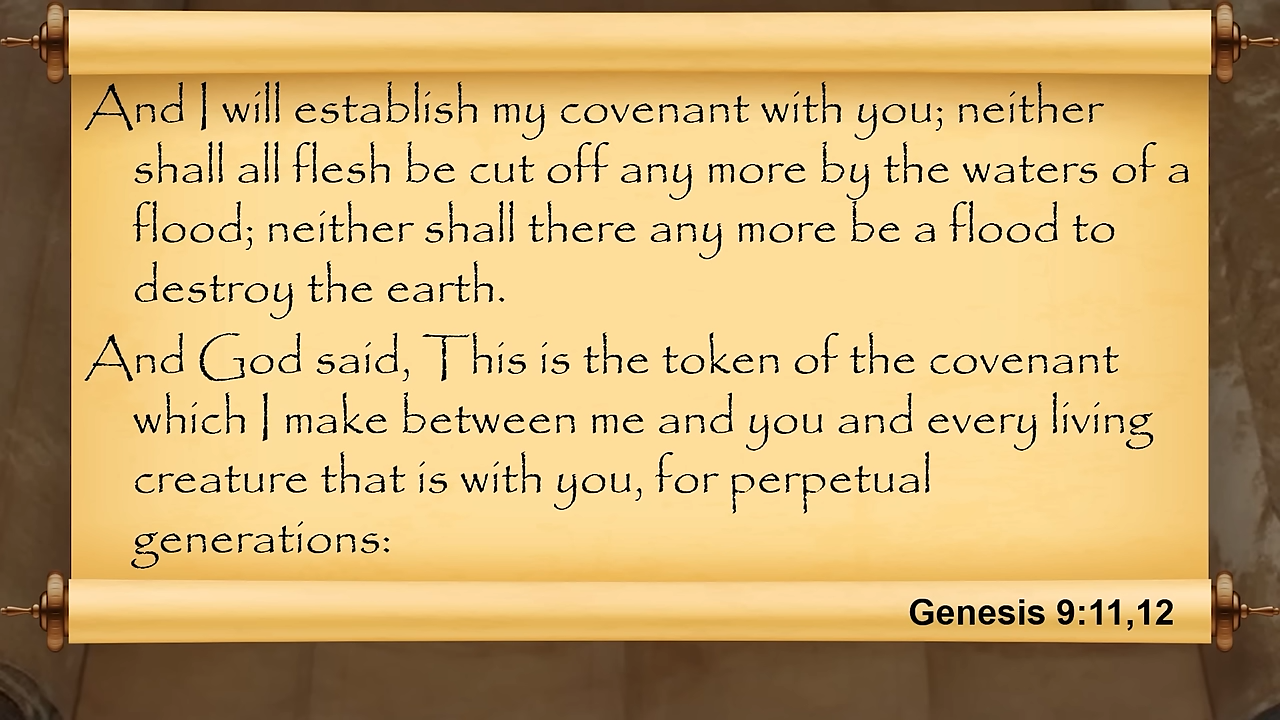 And I will establish my covenant with you; neither
shall all flesh be cut off any more by the waters of a
flood; neither shall there any more be a flood to
destroy the earth.
And God said, This is the token of the covenant
which I make between me and you and every living
creature that is with you, for perpetual
generations:
Genesis 9:11,12